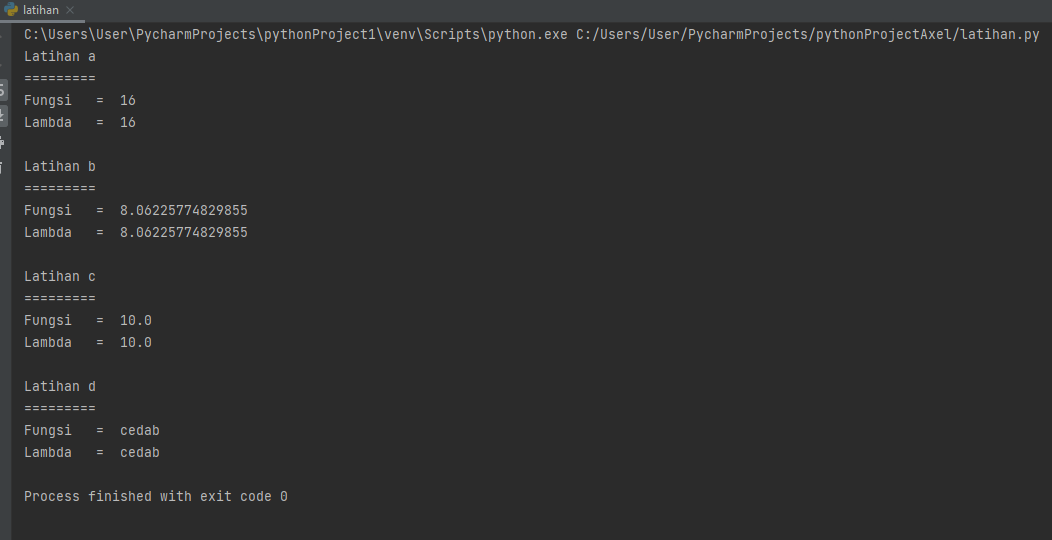 latihan
C:\Users\User\PycharmProjects\pythonProject1\venv\Scripts\python.exe C:/Users/User/PycharmProjects/pythonProjectAxel/latihan.py
Latihan a
=========
Fungsi   =  16
Lambda   =  16
Latihan b
=========
Fungsi   =  8.06225774829855
Lambda   =  8.06225774829855
Latihan c
=========
Fungsi   =  10.0
Lambda   =  10.0
Latihan d
=========
Fungsi   =  cedab
Lambda   =  cedab
Process finished with exit code 0